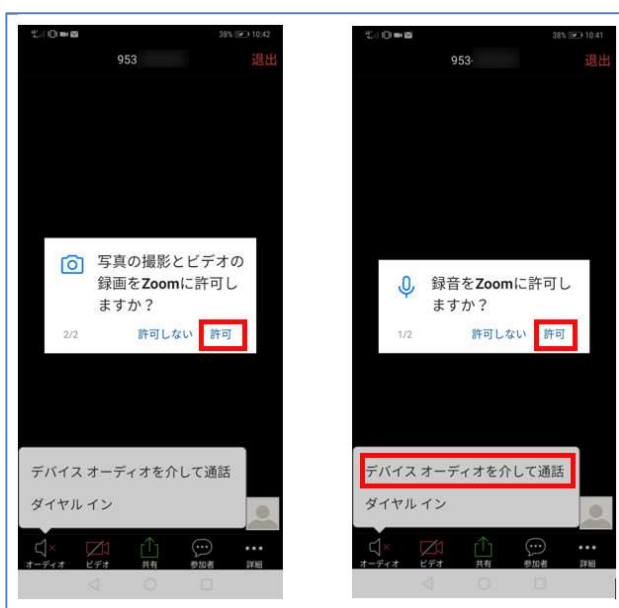 38% 10:42
953
退出
写真の撮影とビデオの
録画をZoomに許可し
ますか？
2/2 許可しない 許可
デバイス オーディオを介して通話
ダイヤル イン
オーディオ ビデオ 共有 参加者 詳細
38% 10:41
953-
退出
録音をZoomに許可し
ますか？
1/2 許可しない 許可
デバイス オーディオを介して通話
ダイヤル イン
オーディオ ビデオ 共有 参加者 詳細